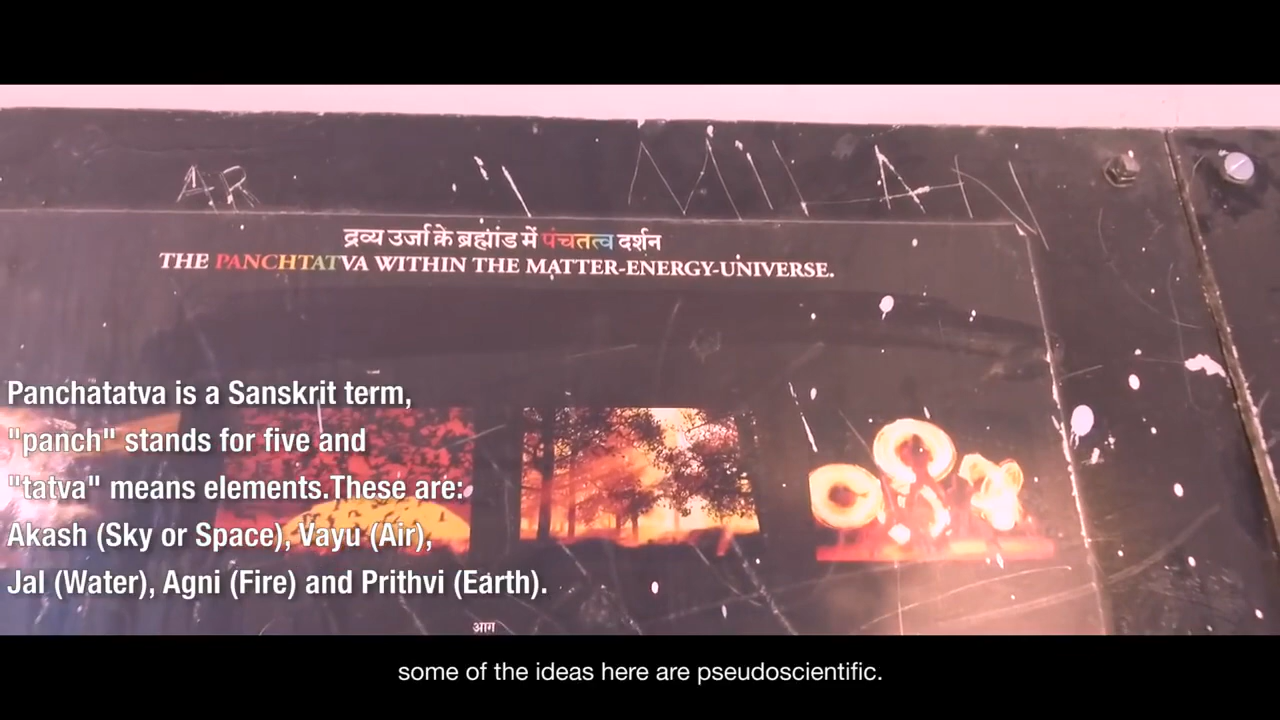 AR
MILAN
द्रव्य उर्जा के ब्रह्मांड में पंचतत्व दर्शन
THE PANCHTATVA WITHIN THE MATTER-ENERGY-UNIVERSE.
Panchatatva is a Sanskrit term,
"panch" stands for five and
"tatva" means elements.These are:
Akash (Sky or Space), Vayu (Air),
Jal (Water), Agni (Fire) and Prithvi (Earth).
आग
some of the ideas here are pseudoscientific.